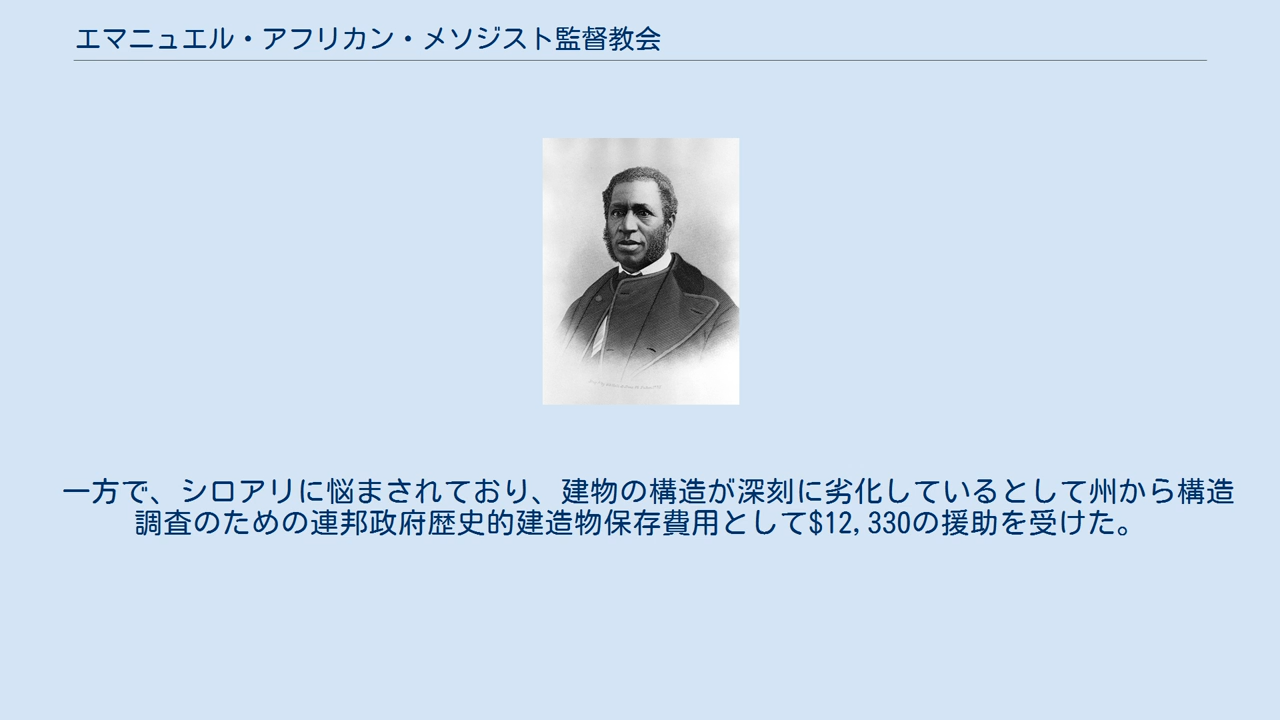 エマニュエル・アフリカン・メソジスト監督教会
一方で、シロアリに悩まされており、建物の構造が深刻に劣化しているとして州から構造
調査のための連邦政府歴史的建造物保存費用として$12,330の援助を受けた。